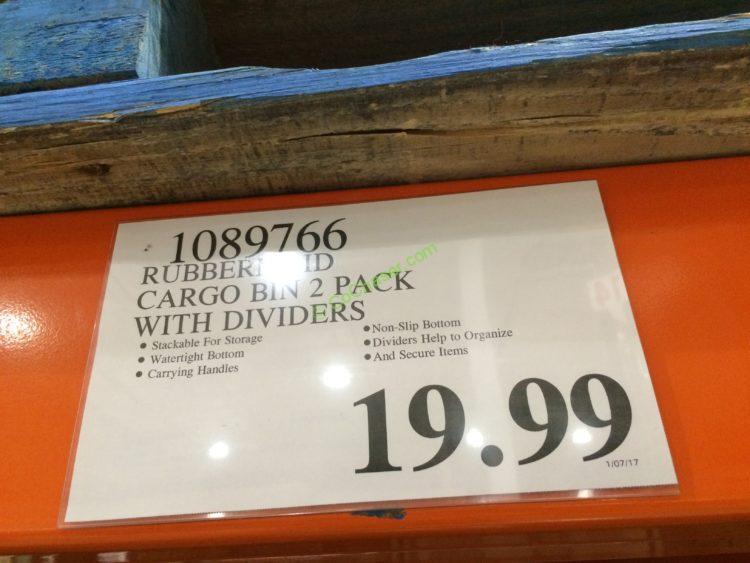 1089766
CARGO BIN 2 PACK
WITH DIVIDERS
● Stackable For Storage
● Watertight Bottom
● Carrying Handles
● Non-Slip Bottom
● Dividers Help to Organize
● And Secure Items
19.99
1/07/17